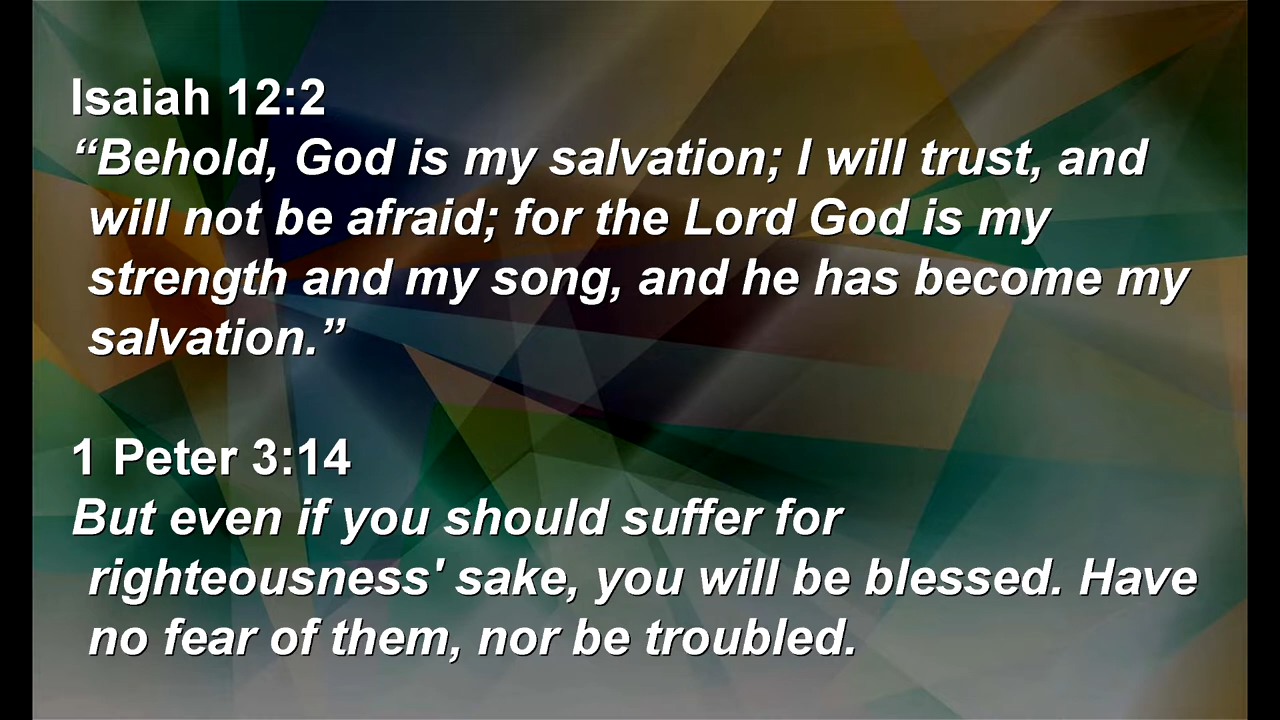 Isaiah 12:2
“Behold, God is my salvation; I will trust, and
will not be afraid; for the Lord God is my
strength and my song, and he has become my
salvation.”
1 Peter 3:14
But even if you should suffer for
righteousness' sake, you will be blessed. Have
no fear of them, nor be troubled.